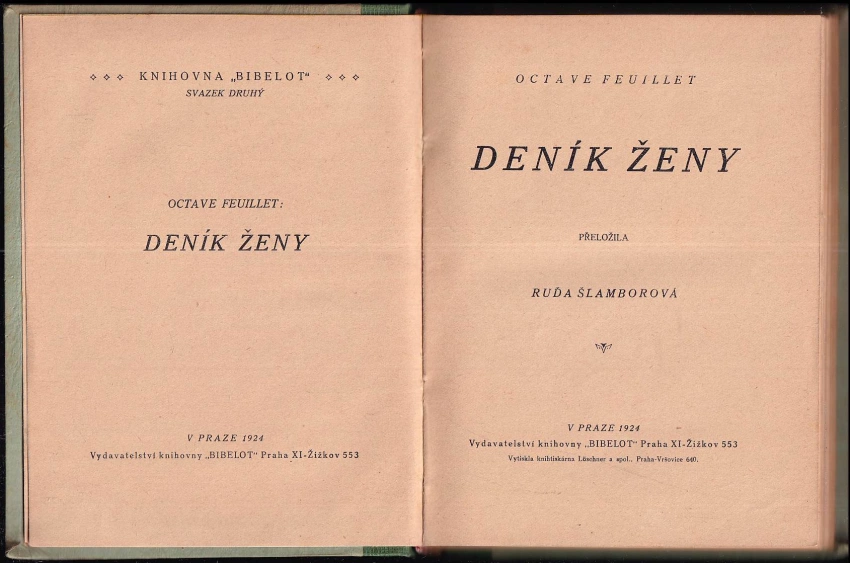 KNIHOVNA „BIBELOT“
SVAZEK DRUHÝ
OCTAVE FEUILLET:
DENÍK ŽENY
V PRAZE 1924
Vydavatelství knihovny „BIBELOT“ Praha XI-Žižkov 553
OCTAVE FEUILLET
DENÍK ŽENY
PŘELOŽILA
RUĎA ŠLAMBOROVÁ
V PRAZE 1924
Vydavatelství knihovny „BIBELOT“ Praha XI-Žižkov 553
Vytiskla knihtiskárna Lüschner a spol., Praha-Vršovice 640.